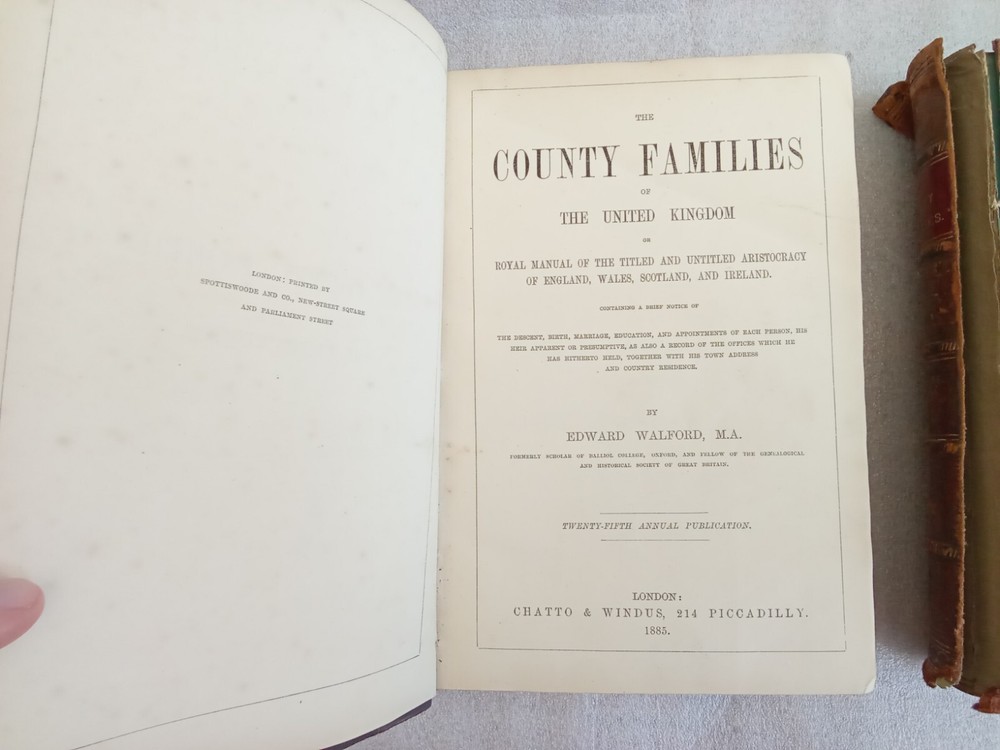 LONDON: PRINTED BY
SPOTTISWOODE AND CO., NEW-STREET SQUARE
AND PARLIAMENT STREET
THE
COUNTY FAMILIES
OF
THE UNITED KINGDOM
OR
ROYAL MANUAL OF THE TITLED AND UNTITLED ARISTOCRACY
OF ENGLAND, WALES, SCOTLAND, AND IRELAND.
CONTAINING A BRIEF NOTICE OF
THE DESCENT, BIRTH, MARRIAGE, EDUCATION, AND APPOINTMENTS OF EACH PERSON, HIS
HEIR APPARENT OR PRESUMPTIVE, AS ALSO A RECORD OF THE OFFICES WHICH HE
HAS HITHERTO HELD, TOGETHER WITH HIS TOWN ADDRESS
AND COUNTRY RESIDENCE.
BY
EDWARD WALFORD, M.A.
FORMERLY SCHOLAR OF BALLIOL COLLEGE, OXFORD, AND FELLOW OF THE GENEALOGICAL
AND HISTORICAL SOCIETY OF GREAT BRITAIN.
TWENTY-FIFTH ANNUAL PUBLICATION.
LONDON:
CHATTO & WINDUS, 214 PICCADILLY.
1885.